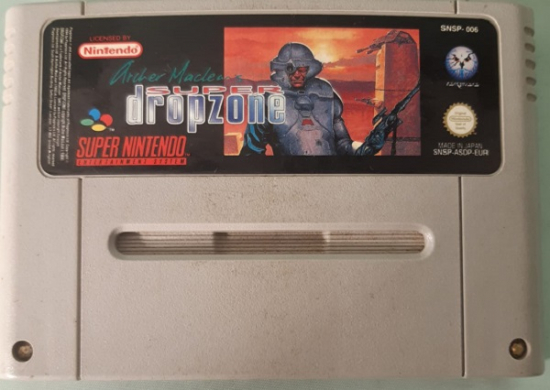 LICENSED BY
Nintendo
Archer Maclean's
SUPER
dropzone
SUPER NINTENDO
ENTERTAINMENT SYSTEM
SNSP- 006
MADE IN JAPAN
SNSP-ASDP-EUR